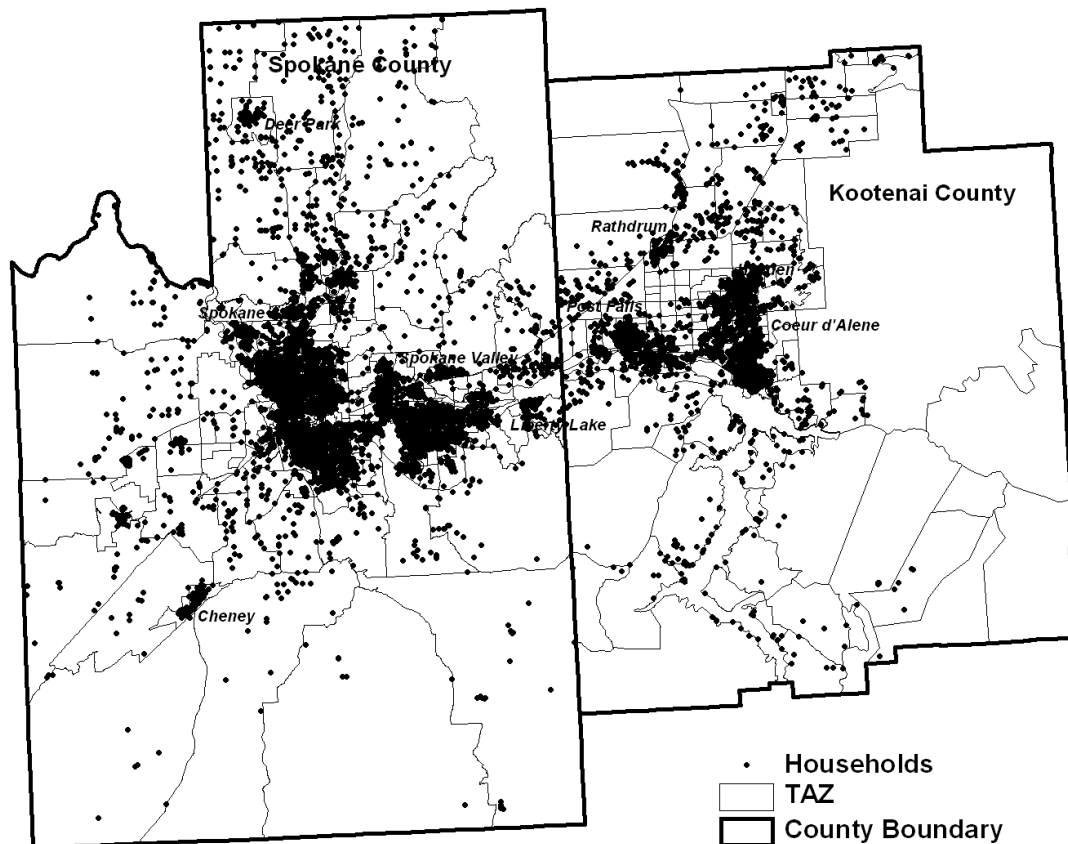 Spokane County
Deer Park
Kootenai County
Rathdrum
Hayden
Post Falls
Spokane
Coeur d'Alene
Spokane Valley
Liberty Lake
Cheney
Households
TAZ
County Boundary